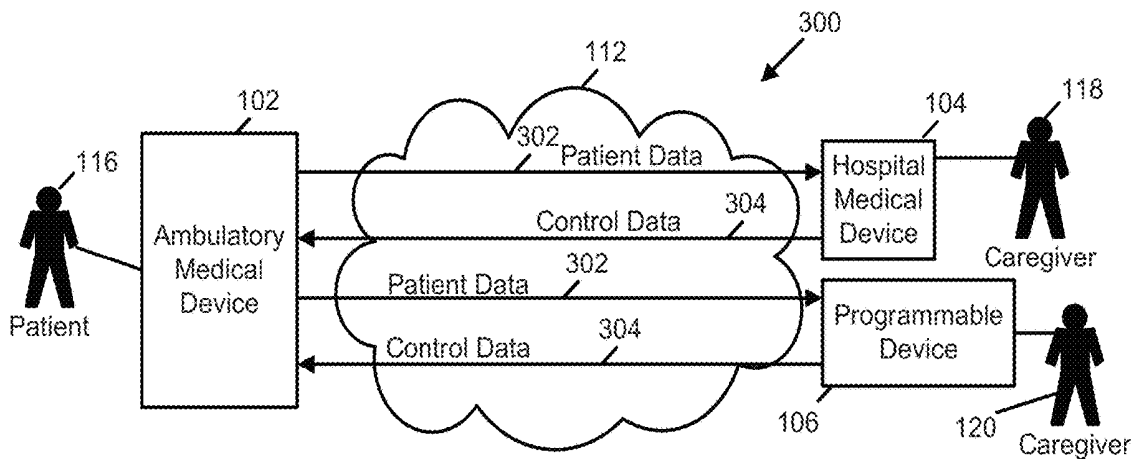 300
112
102
118
104
302
116
Patient Data
Hospital
Medical
Device
304
Control Data
Ambulatory
Medical
Device
302
Caregiver
Patient Data
Programmable
Device
Patient
304
Control Data
106
120
Caregiver